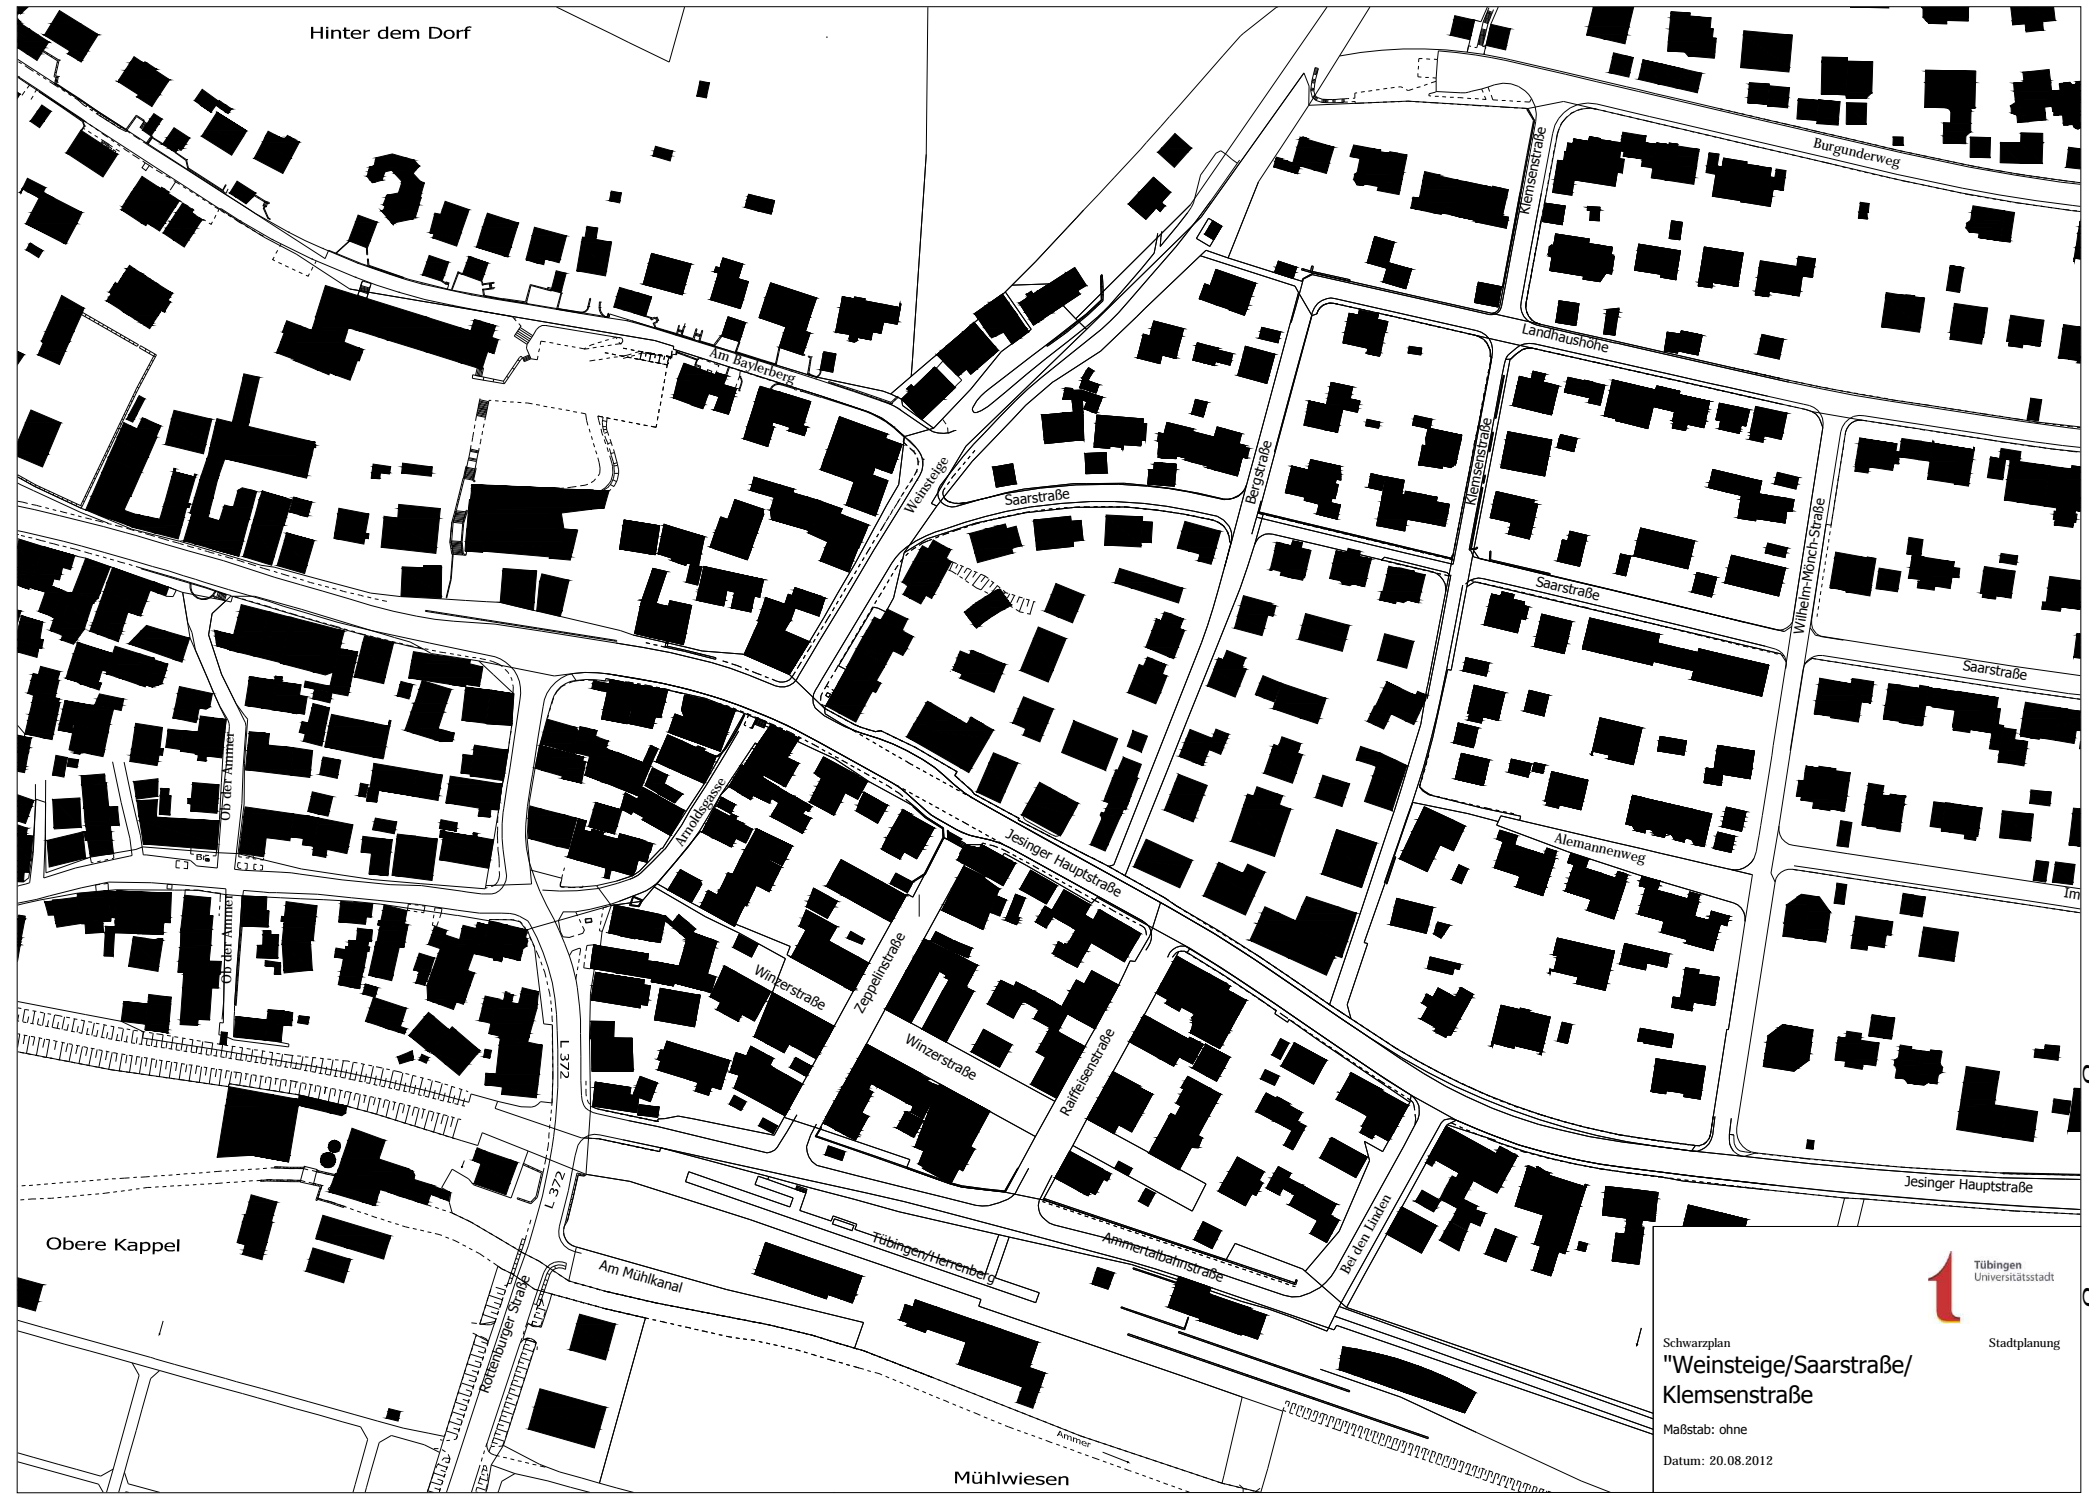 Hinter dem Dorf
Burgunderweg
Klemsenstraße
Landhaushöhe
Am Baylerberg
Weinsteige
Saarstraße
Bergstraße
Klemsenstraße
Wilhelm-Mönch-Straße
Saarstraße
Saarstraße
Ob der Ammer
Arnoldsgasse
Jesinger Hauptstraße
Alemannenweg
Br
Im
Ob der Ammer
Winzerstraße
Zeppelinstraße
Winzerstraße
Raiffeisenstraße
L 372
L 372
Jesinger Hauptstraße
Bei den Linden
Obere Kappel
Tübingen/Herrenberg
Ammertalbahnstraße
Am Mühlkanal
Rottenburger Straße
Ammer
Mühlwiesen
Tübingen
Universitätsstadt
Schwarzplan
Stadtplanung
"Weinsteige/Saarstraße/
Klemsenstraße
Maßstab: ohne
Datum: 20.08.2012